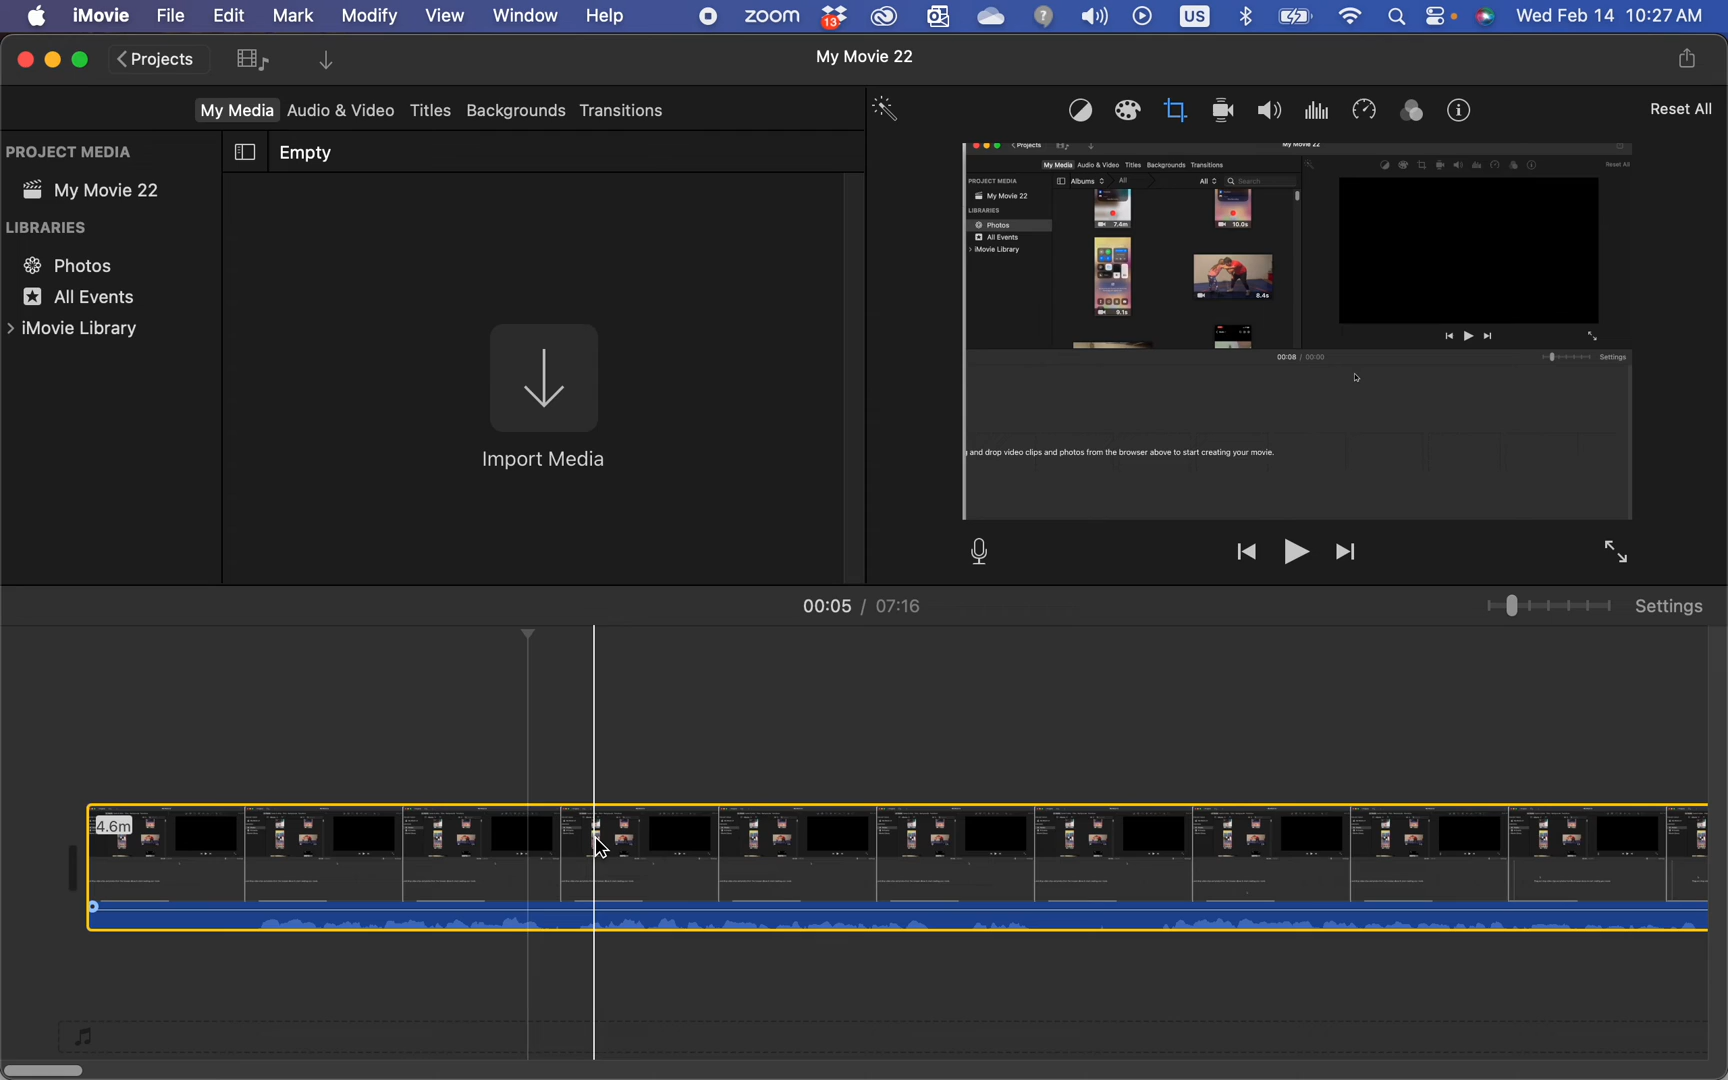 iMovie File Edit Mark Modify View Window Help zoom 13 US Wed Feb 14 10:27 AM
Projects My Movie 22
My Media Audio & Video Titles Backgrounds Transitions Reset All
PROJECT MEDIA Empty
My Movie 22
LIBRARIES
Photos
All Events
iMovie Library
Import Media
Projects My Movie 22
My Media Audio & Video Titles Backgrounds Transitions Reset All
PROJECT MEDIA Albums All All Search
My Movie 22
LIBRARIES
Photos 7.4m 10.0s
All Events
iMovie Library
8.4s
9.1s
00:08 / 00:00 Settings
and drop video clips and photos from the browser above to start creating your movie.
00:05 / 07:16 Settings
4.6m